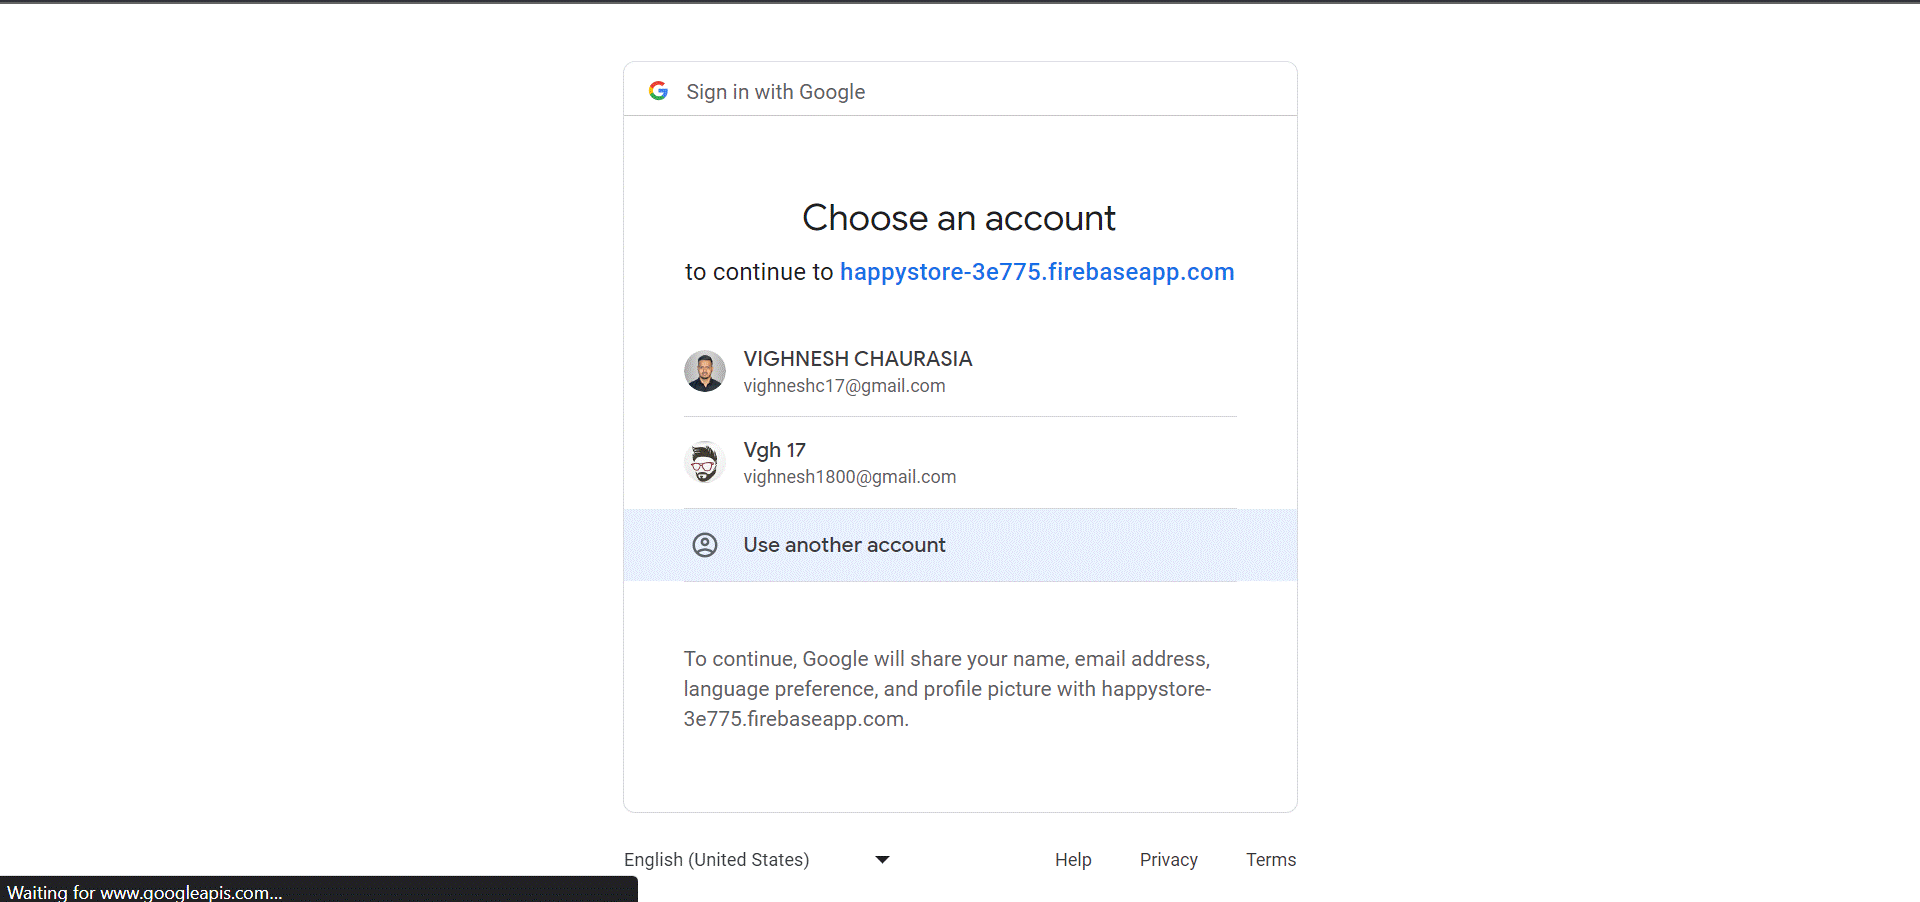 Sign in with Google
Choose an account
to continue to happystore-3e775.firebaseapp.com
VIGHNESH CHAURASIA
vighneshc17@gmail.com
Vgh 17
vighnesh1800@gmail.com
Use another account
To continue, Google will share your name, email address,
language preference, and profile picture with happystore-
3e775.firebaseapp.com.
English (United States)
Help
Privacy
Terms
Waiting for www.googleapis.com...